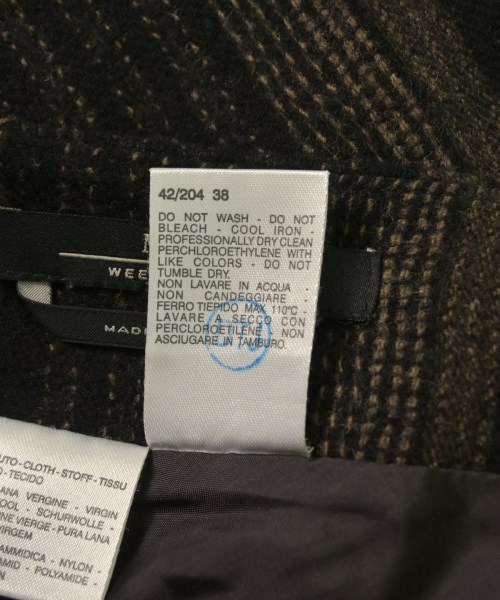 42/204 38
DO NOT WASH - DO NOT
BLEACH - COOL IRON -
PROFESSIONALLY DRY CLEAN
PERCHLOROETHYLENE WITH
LIKE COLORS - DO NOT
TUMBLE DRY.
NON LAVARE IN ACQUA -
NON CANDEGGIARE -
FERRO TIEPIDO MAX 110°C -
LAVARE A SECCO CON
PERCLOROETILENE NON
ASCIUGARE IN TAMBURO.
WEE
MADE
UTO-CLOTH-STOFF-TISSU
O-TECIDO
LANA VERGINE - VIRGIN
OOL - SCHURWOLLE -
INE VIERGE-PURA LANA
VIRGEM
AMMIDICA - NYLON -
AMID - POLYAMIDE -